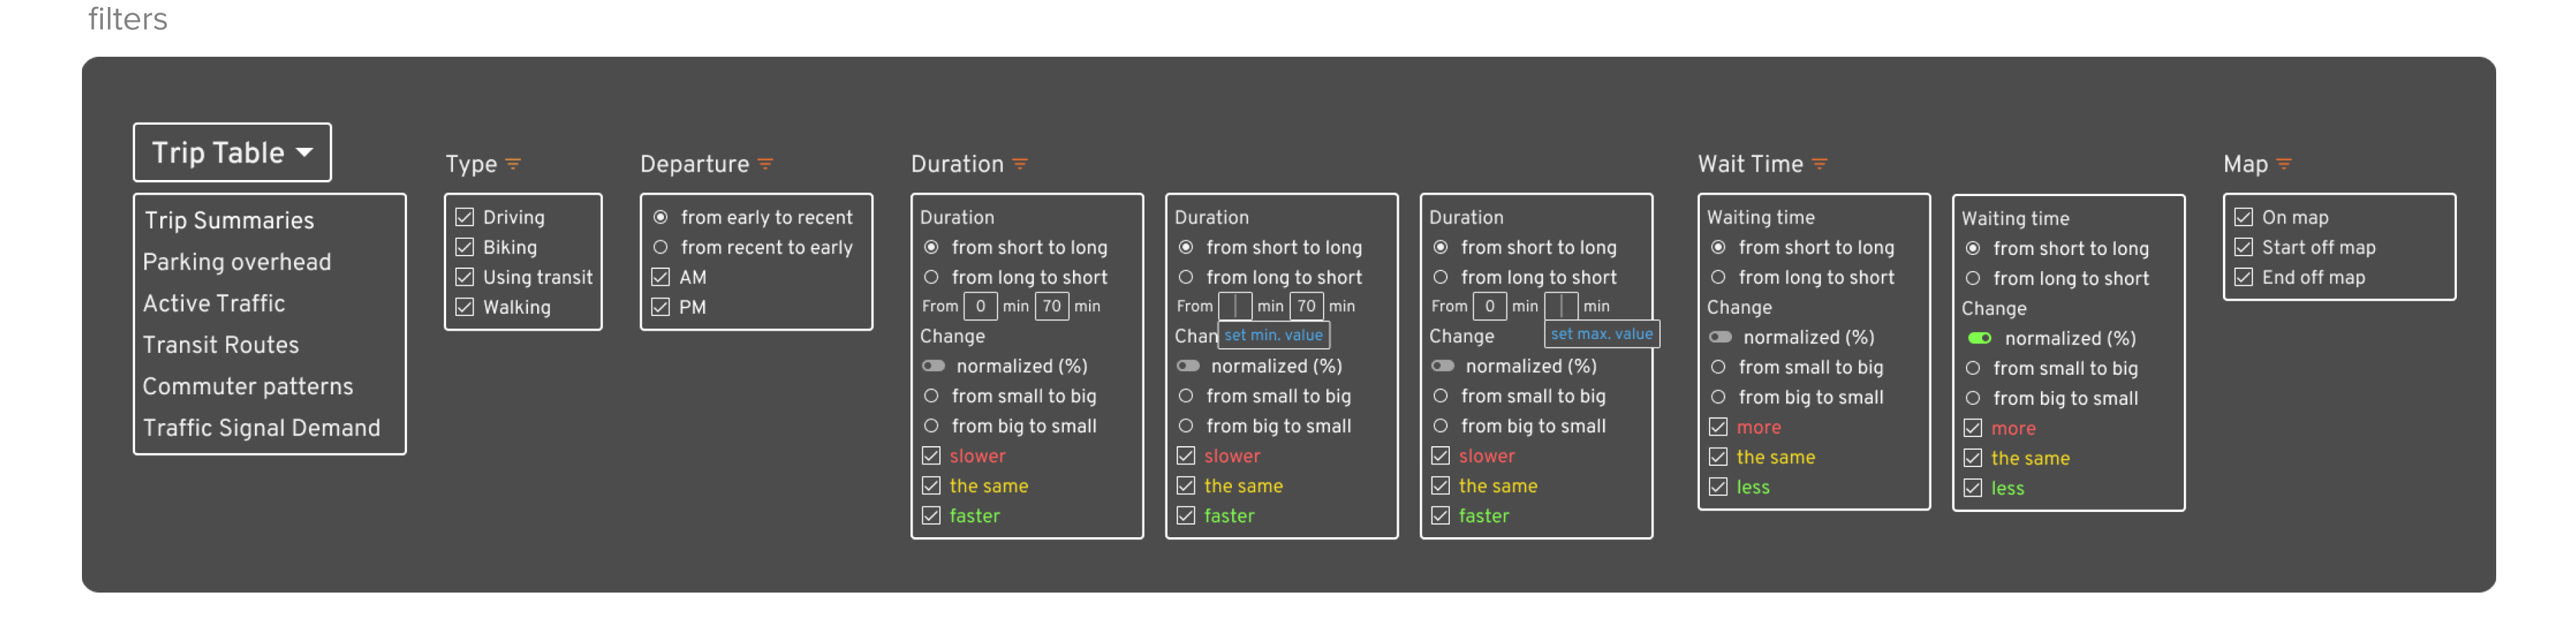 filters
Trip Table
Trip Summaries
Parking overhead
Active Traffic
Transit Routes
Commuter patterns
Traffic Signal Demand
Type
Driving
Biking
Using transit
Walking
Departure
from early to recent
from recent to early
AM
PM
Duration
Duration
from short to long
from long to short
From 0 min 70 min
Change
normalized (%)
from small to big
from big to small
slower
the same
faster
Duration
from short to long
from long to short
From min 70 min
Chan
set min. value
normalized (%)
from small to big
from big to small
slower
the same
faster
Duration
from short to long
from long to short
From 0 min min
Change
set max. value
normalized (%)
from small to big
from big to small
slower
the same
faster
Wait Time
Waiting time
from short to long
from long to short
Change
normalized (%)
from small to big
from big to small
more
the same
less
Waiting time
from short to long
from long to short
Change
normalized (%)
from small to big
from big to small
more
the same
less
Map
On map
Start off map
End off map